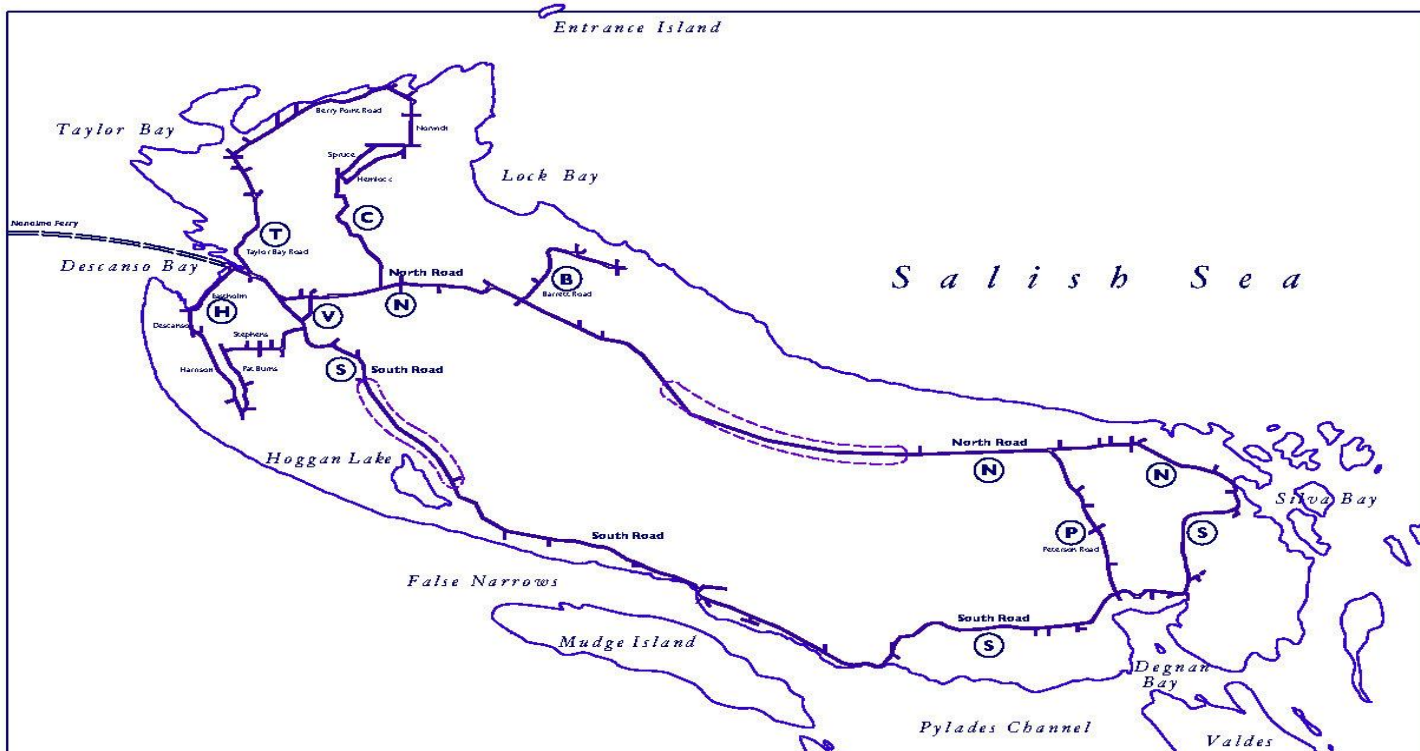 Entrance Island
Berry Point Road
Taylor Bay
Norwich
Spruce
Hemlock
Lock Bay
C
Nanaimo Ferry
T
Taylor Bay Road
Descanso Bay
North Road
B
Barrett Road
Salish Sea
Eastholm
H
V
N
Descanso
Stephens
Harrison
Pat Burns
S
South Road
Hoggan Lake
North Road
N
N
Silva Bay
South Road
P
Peterson Road
S
False Narrows
South Road
S
Mudge Island
Degnan
Bay
Pylades Channel
Valdes